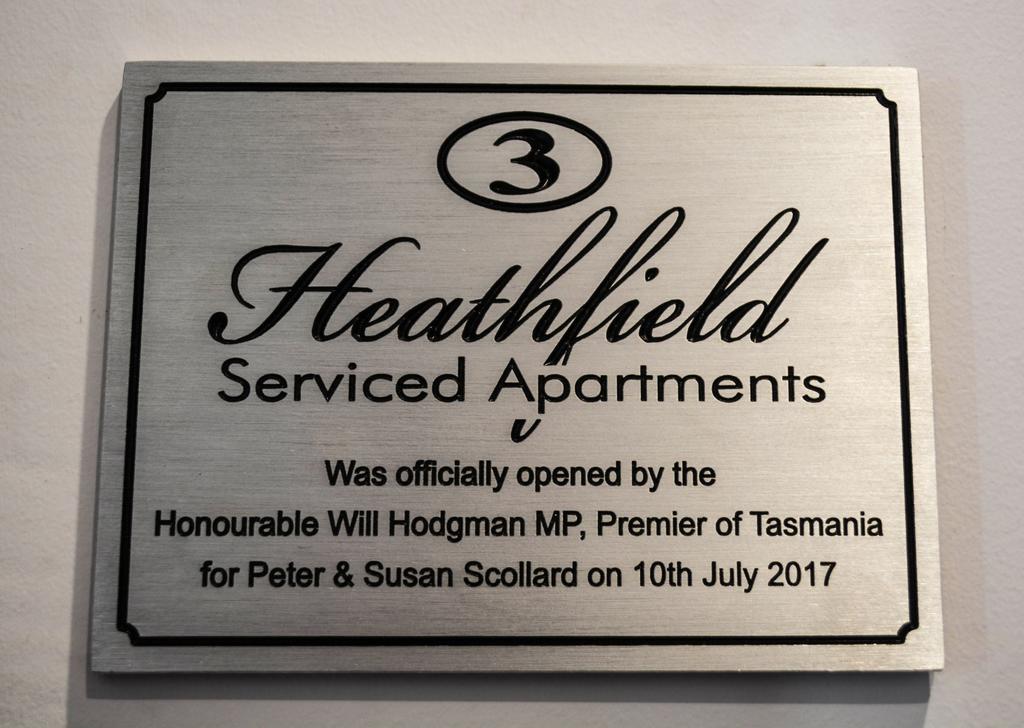 3
Heathfield
Serviced Apartments
Was officially opened by the
Honourable Will Hodgman MP, Premier of Tasmania
for Peter & Susan Scollard on 10th July 2017